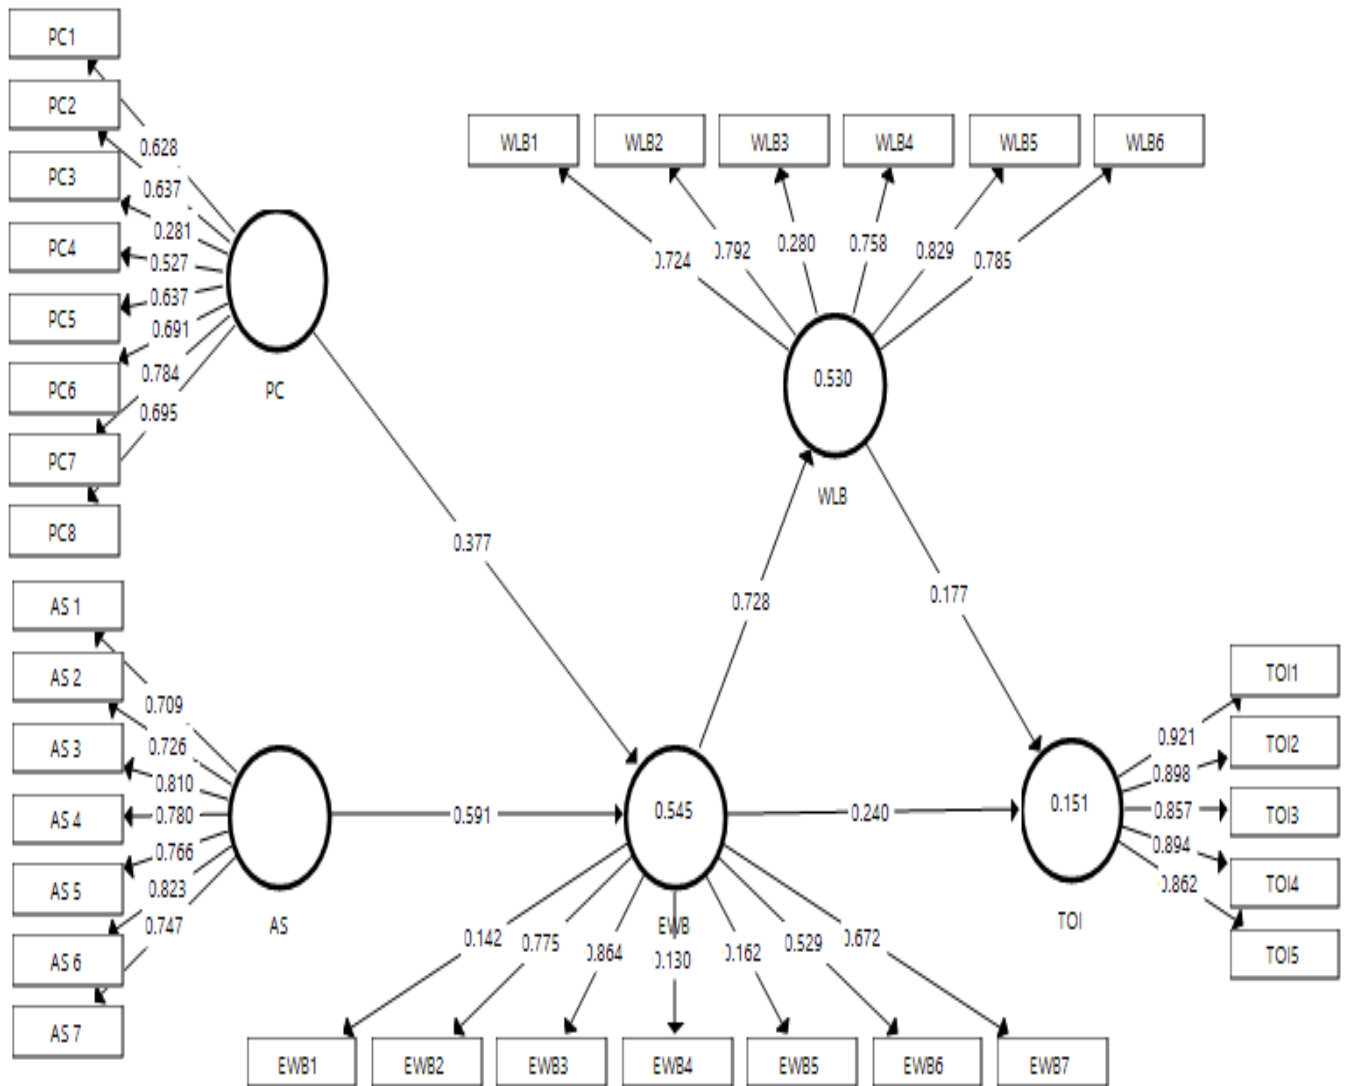 PC1
PC2
PC3
PC4
PC5
PC6
PC7
PC8
0.628
0.637
0.281
0.527
0.637
0.691
0.784
0.695
PC
WLB1
WLB2
WLB3
WLB4
WLB5
WLB6
0.724
0.792
0.280
0.758
0.829
0.785
0.530
WLB
0.377
0.728
0.177
AS 1
AS 2
AS 3
AS 4
AS 5
AS 6
AS 7
0.709
0.726
0.810
0.780
0.766
0.823
0.747
AS
0.591
0.545
EWB
0.240
0.151
TOI
0.921
0.898
0.857
0.894
0.862
TOI1
TOI2
TOI3
TOI4
TOI5
0.142
0.775
0.864
0.130
0.162
0.529
0.672
EWB1
EWB2
EWB3
EWB4
EWB5
EWB6
EWB7